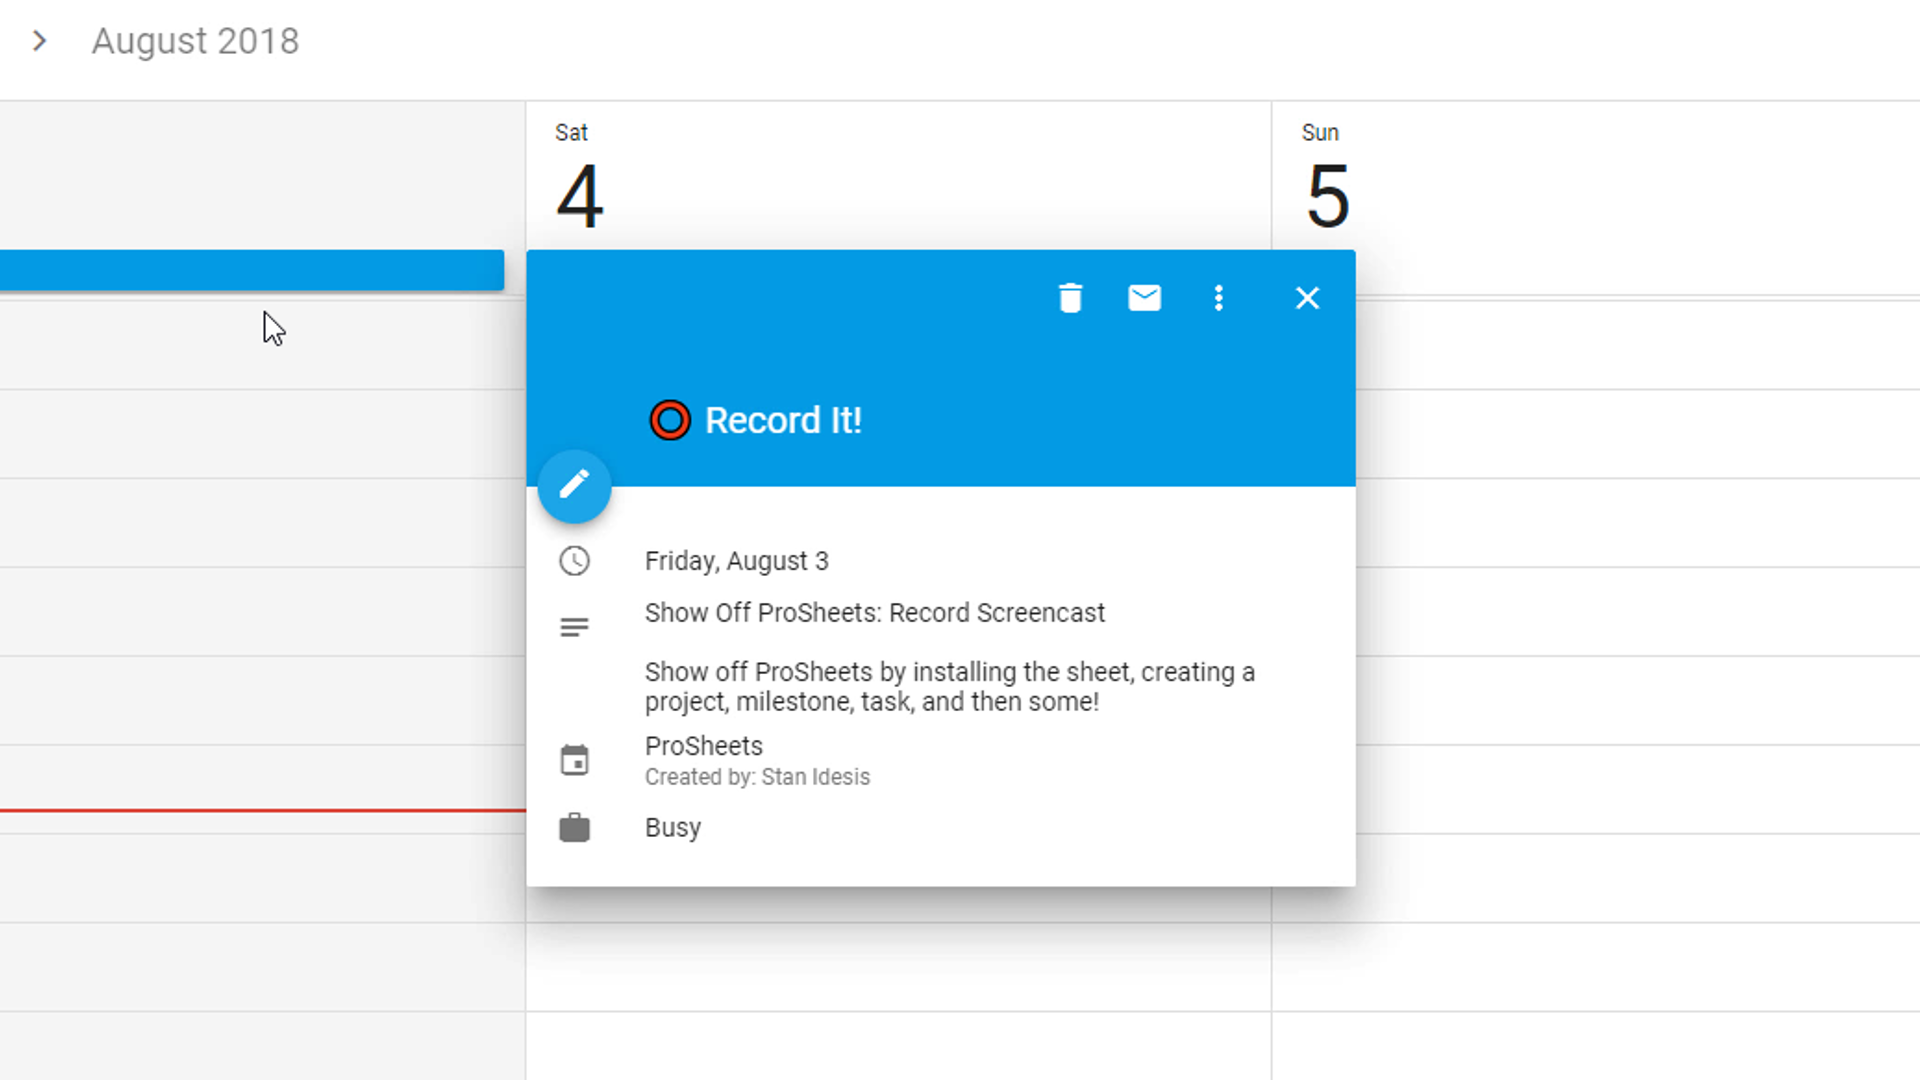 August 2018
Sat
4
Sun
5
Record It!
Friday, August 3
Show Off ProSheets: Record Screencast
Show off ProSheets by installing the sheet, creating a
project, milestone, task, and then some!
ProSheets
Created by: Stan Idesis
Busy